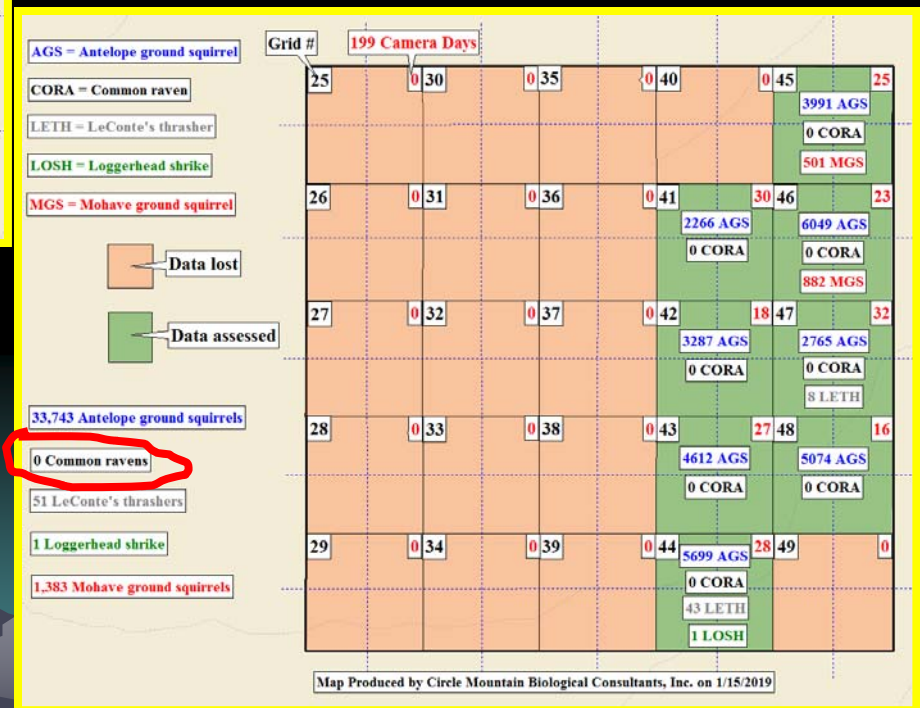 AGS = Antelope ground squirrel
CORA = Common raven
LETH = LeConte's thrasher
LOSH = Loggerhead shrike
MGS = Mohave ground squirrel
Data lost
Data assessed
33,743 Antelope ground squirrels
0 Common ravens
51 LeConte's thrashers
1 Loggerhead shrike
1,383 Mohave ground squirrels
Grid #
199 Camera Days
25 0 30 0 35 0 40 0 45 25
3991 AGS
0 CORA
501 MGS
26 0 31 0 36 0 41 30 46 23
2266 AGS 6049 AGS
0 CORA 0 CORA
882 MGS
27 0 32 0 37 0 42 18 47 32
3287 AGS 2765 AGS
0 CORA 0 CORA
8 LETH
28 0 33 0 38 0 43 27 48 16
4612 AGS 5074 AGS
0 CORA 0 CORA
29 0 34 0 39 0 44 28 49 0
5699 AGS
0 CORA
43 LETH
1 LOSH
Map Produced by Circle Mountain Biological Consultants, Inc. on 1/15/2019